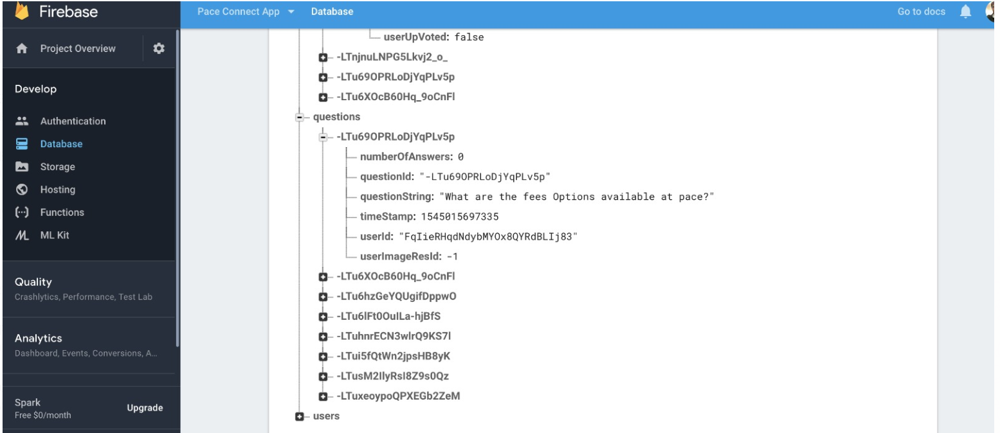 Firebase
Pace Connect App
Database
Go to docs
Project Overview
Develop
Authentication
Database
Storage
Hosting
Functions
ML Kit
Quality
Crashlytics, Performance, Test Lab
Analytics
Dashboard, Events, Conversions, A...
Spark
Free $0/month
Upgrade
userUpVoted: false
-LTnjnuLNPG5Lkvj2_o_
-LTu69OPRLoDjYqPLv5p
-LTu6XOcB60Hq_9oCnFl
questions
-LTu69OPRLoDjYqPLv5p
numberOfAnswers: 0
questionId: "-LTu69OPRLoDjYqPLv5p"
questionString: "What are the fees Options available at pace?"
timeStamp: 1545015697335
userId: "FqIieRHqdNdybMYOx8QYRdBLIj83"
userImageResId: -1
-LTu6XOcB60Hq_9oCnFl
-LTu6hzGeYQUgifDppwO
-LTu6lFt0OuILa-hjBfS
-LTuhnrECN3wlrQ9KS7l
-LTui5fQtWn2jpsHB8yK
-LTusM2IlyRsI8Z9s0Qz
-LTuxeoypoQPXEGb2ZeM
users